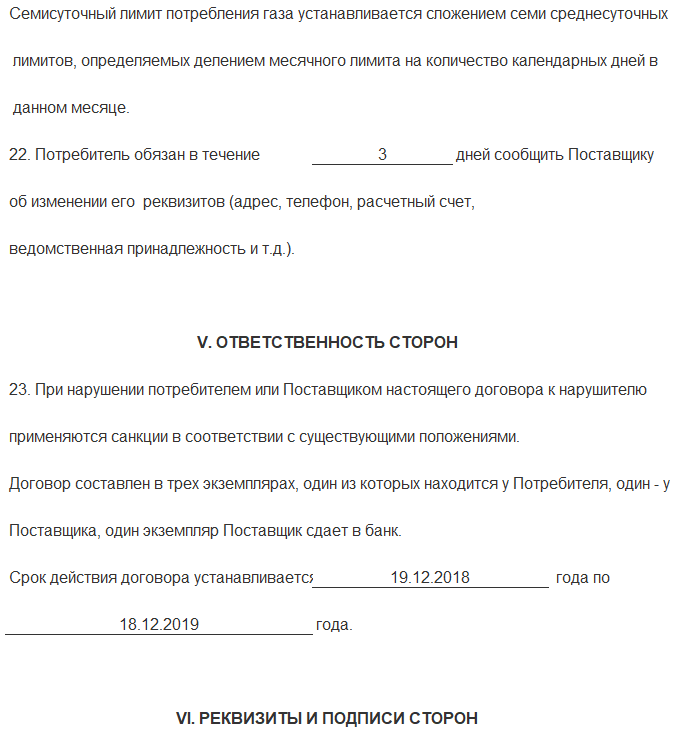 Семисуточный лимит потребления газа устанавливается сложением семи среднесуточных
лимитов, определяемых делением месячного лимита на количество календарных дней в
данном месяце.
22. Потребитель обязан в течение 3 дней сообщить Поставщику
об изменении его реквизитов (адрес, телефон, расчетный счет,
ведомственная принадлежность и т.д.).
V. ОТВЕТСТВЕННОСТЬ СТОРОН
23. При нарушении потребителем или Поставщиком настоящего договора к нарушителю
применяются санкции в соответствии с существующими положениями.
Договор составлен в трех экземплярах, один из которых находится у Потребителя, один - у
Поставщика, один экземпляр Поставщик сдает в банк.
Срок действия договора устанавливается 19.12.2018 года по
18.12.2019 года.
VI. РЕКВИЗИТЫ И ПОДПИСИ СТОРОН